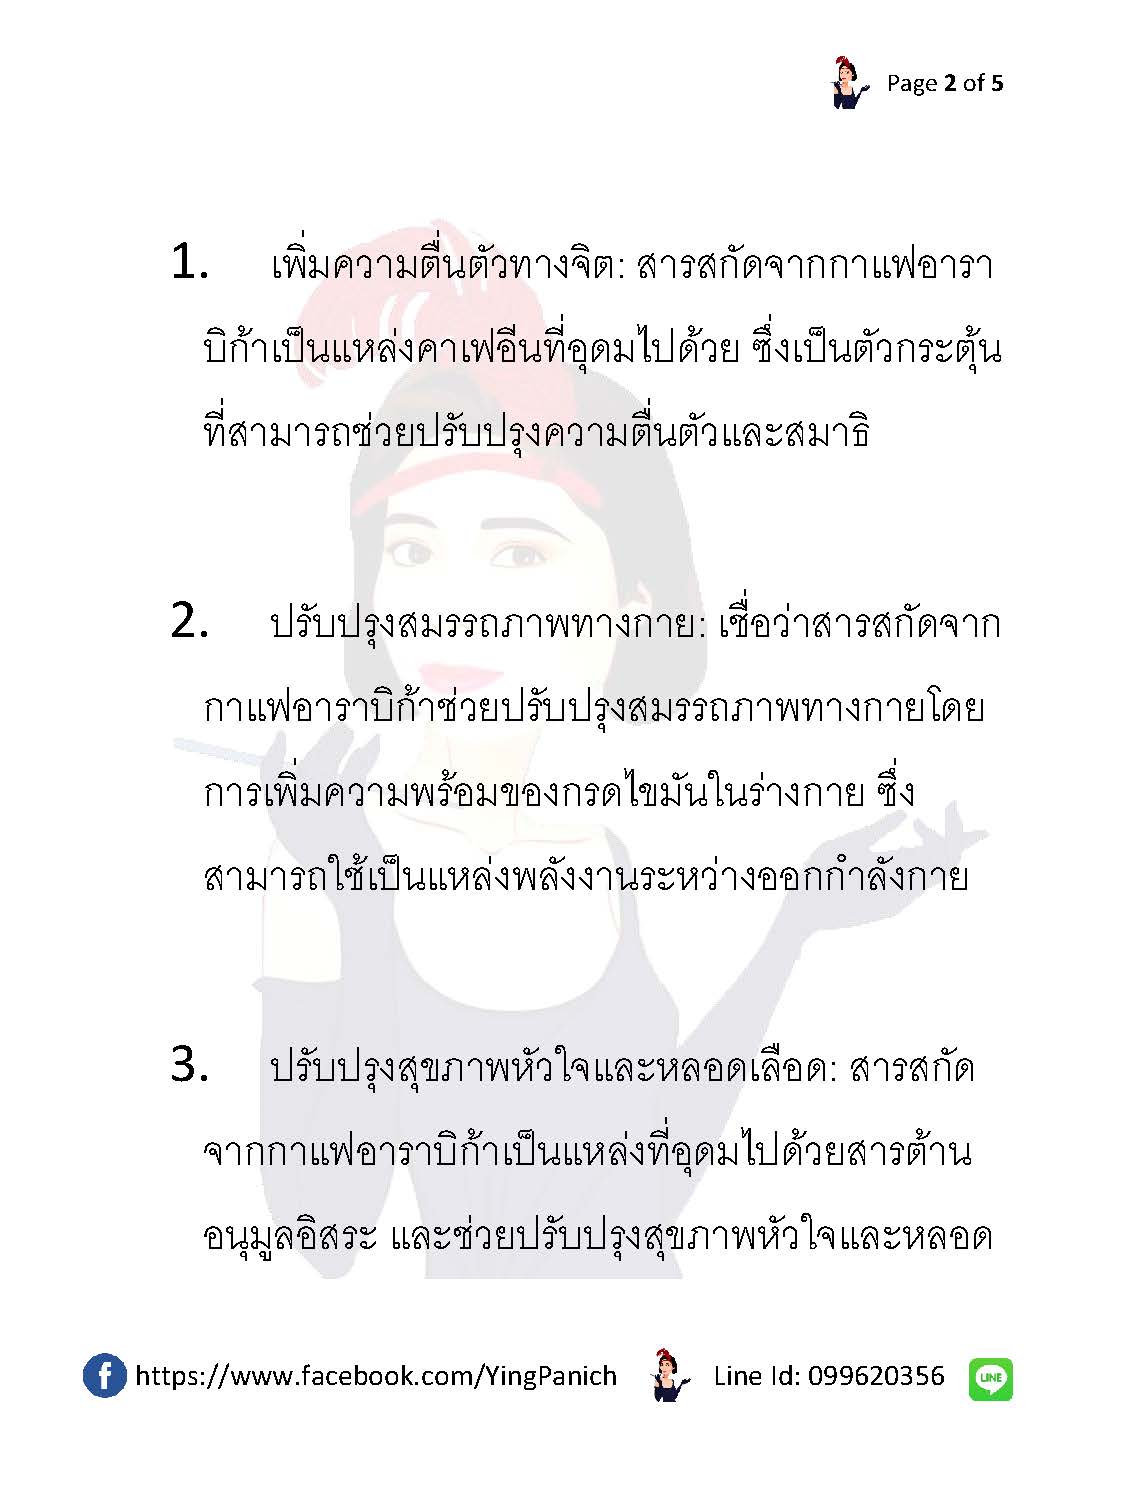 Page 2 of 5
1. เพิ่มความตื่นตัวทางจิต: สารสกัดจากกาแฟอารา
บิก้าเป็นแหล่งคาเฟอีนที่อุดมไปด้วย ซึ่งเป็นตัวกระตุ้น
ที่สามารถช่วยปรับปรุงความตื่นตัวและสมาธิ
2. ปรับปรุงสมรรถภาพทางกาย: เชื่อว่าสารสกัดจาก
กาแฟอาราบิก้าช่วยปรับปรุงสมรรถภาพทางกายโดย
การเพิ่มความพร้อมของกรดไขมันในร่างกาย ซึ่ง
สามารถใช้เป็นแหล่งพลังงานระหว่างออกกำลังกาย
3. ปรับปรุงสุขภาพหัวใจและหลอดเลือด: สารสกัด
จากกาแฟอาราบิก้าเป็นแหล่งที่อุดมไปด้วยสารต้าน
อนุมูลอิสระ และช่วยปรับปรุงสุขภาพหัวใจและหลอด
https://www.facebook.com/YingPanich Line Id: 099620356 LINE